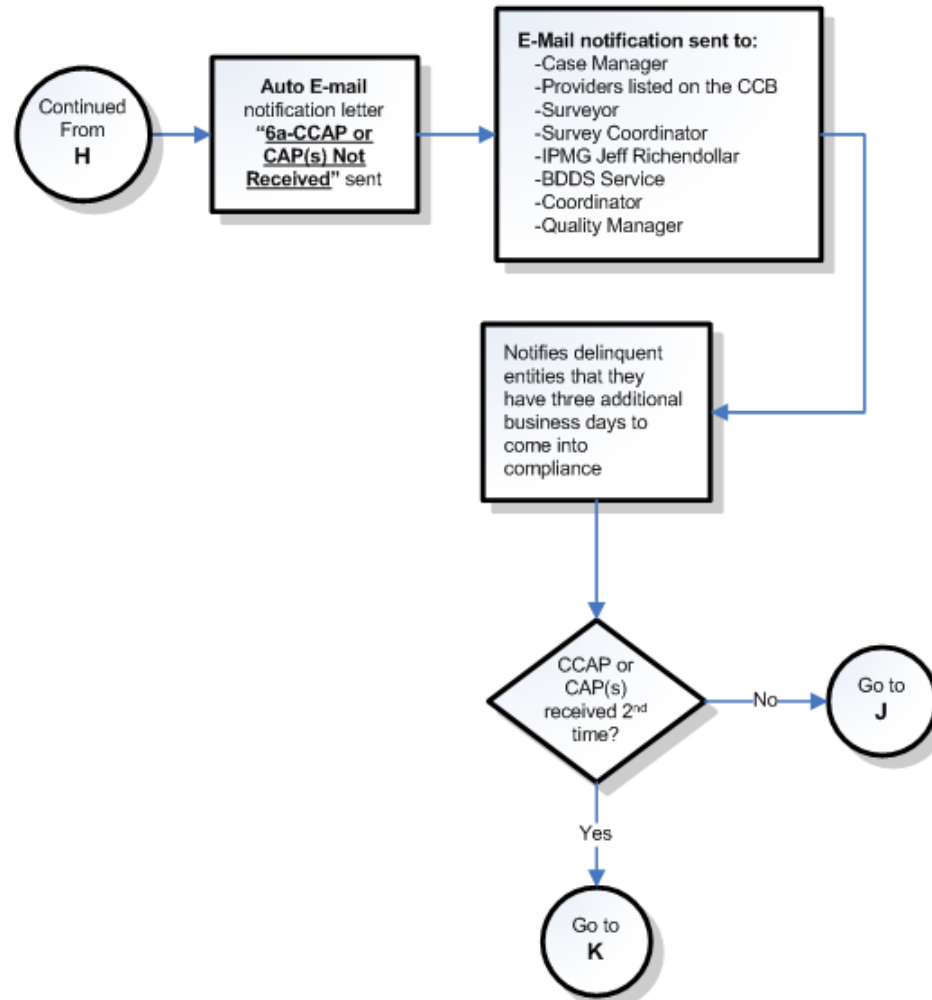 Continued
From
H
Auto E-mail
notification letter
“6a-CCAP or
CAP(s) Not
Received” sent
E-Mail notification sent to:
-Case Manager
-Providers listed on the CCB
-Surveyor
-Survey Coordinator
-IPMG Jeff Richendollar
-BDDS Service
-Coordinator
-Quality Manager
Notifies delinquent
entities that they
have three additional
business days to
come into
compliance
CCAP or
CAP(s)
received 2nd
time?
No
Go to
J
Yes
Go to
K